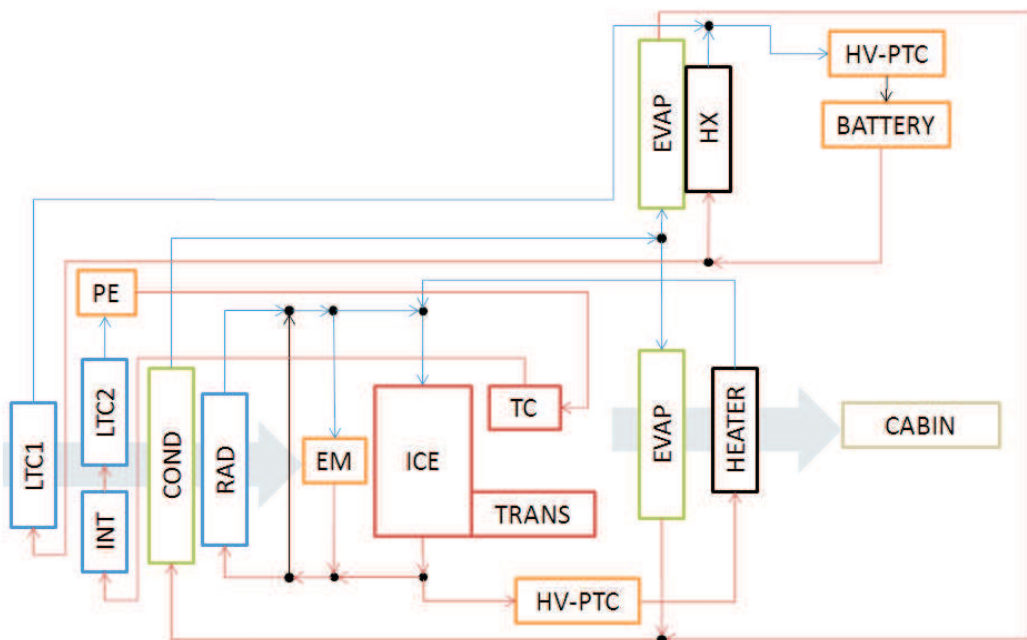 EVAP
HX
HV-PTC
BATTERY
PE
LTC1
LTC2
INT
COND
RAD
EM
ICE
TC
TRANS
EVAP
HEATER
CABIN
HV-PTC